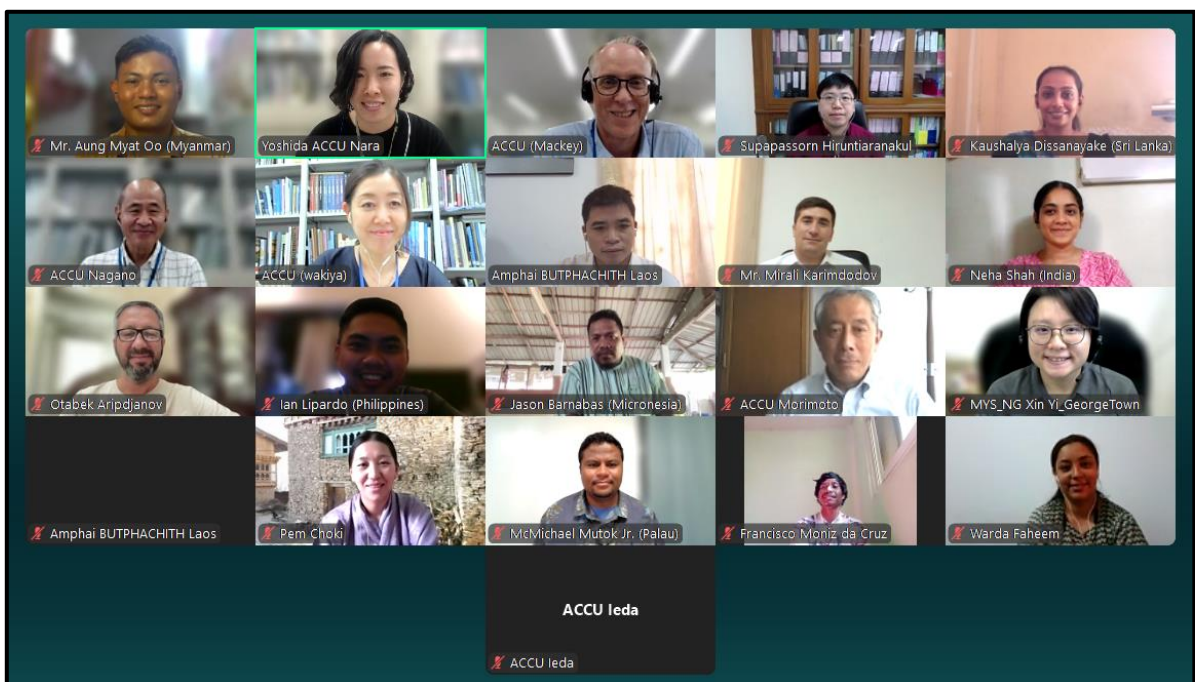 Mr. Aung Myat Oo (Myanmar)
Yoshida ACCU Nara
ACCU (Mackey)
Supapassorn Hiruntiaranakul
Kaushalya Dissanayake (Sri Lanka)
ACCU Nagano
ACCU (wakiya)
Amphai BUTPHACHITH Laos
Mr. Mirali Karimdodov
Neha Shah (India)
Otabek Aripdjanov
Ian Lipardo (Philippines)
Jason Barnabas (Micronesia)
ACCU Morimoto
MYS_NG Xin Yi_GeorgeTown
Amphai BUTPHACHITH Laos
Pem Choki
McMichael Mutok Jr. (Palau)
Francisco Moniz da Cruz
Warda Faheem
ACCU Ieda
ACCU Ieda